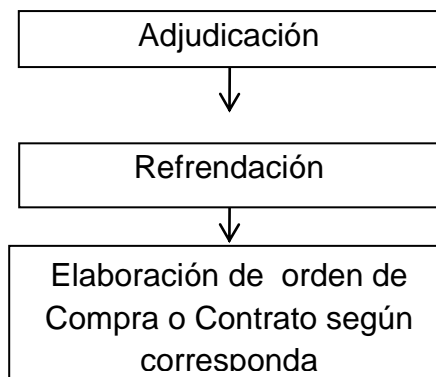 Adjudicación
Refrendación
Elaboración de orden de
Compra o Contrato según
corresponda